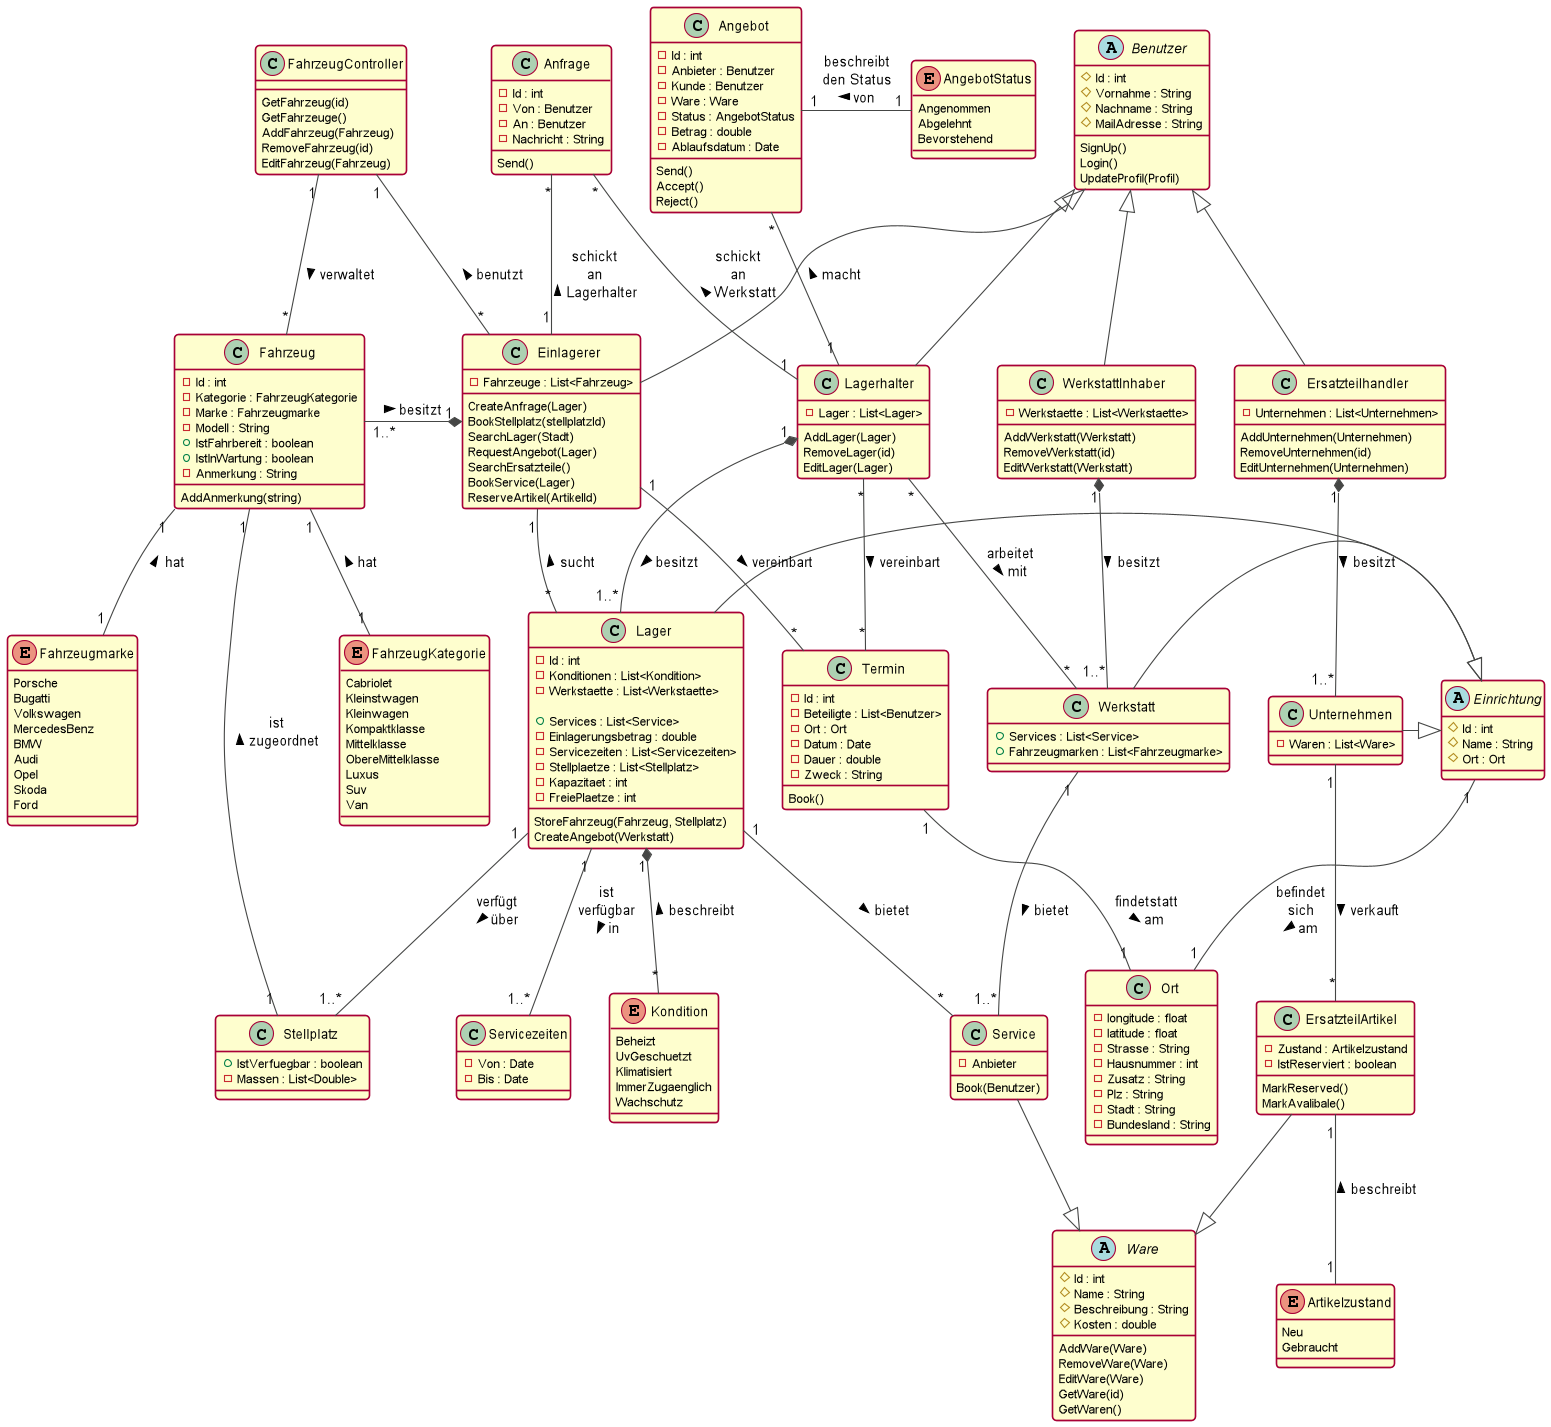 C FahrzeugController
GetFahrzeug(id)
GetFahrzeuge()
AddFahrzeug(Fahrzeug)
RemoveFahrzeug(id)
EditFahrzeug(Fahrzeug)
C Anfrage
Id : int
Von : Benutzer
An : Benutzer
Nachricht : String
Send()
C Angebot
Id : int
Anbieter : Benutzer
Kunde : Benutzer
Ware : Ware
Status : AngebotStatus
Betrag : double
Ablaufsdatum : Date
Send()
Accept()
Reject()
beschreibt
den Status
von
1
1
E AngebotStatus
Angenommen
Abgelehnt
Bevorstehend
A Benutzer
Id : int
Vornahme : String
Nachname : String
MailAdresse : String
SignUp()
Login()
UpdateProfil(Profil)
1
1
*
*
*
verwaltet
benutzt
schickt
an
Lagerhalter
schickt
an
Werkstatt
macht
*
*
1
1
1
C Fahrzeug
Id : int
Kategorie : FahrzeugKategorie
Marke : Fahrzeugmarke
Modell : String
IstFahrbereit : boolean
IstInWartung : boolean
Anmerkung : String
AddAnmerkung(string)
besitzt
1
1..*
C Einlagerer
Fahrzeuge : List<Fahrzeug>
CreateAnfrage(Lager)
BookStellplatz(stellplatzId)
SearchLager(Stadt)
RequestAngebot(Lager)
SearchErsatzteile()
BookService(Lager)
ReserveArtikel(ArtikelId)
C Lagerhalter
Lager : List<Lager>
AddLager(Lager)
RemoveLager(id)
EditLager(Lager)
C WerkstattInhaber
Werkstaette : List<Werkstaette>
AddWerkstatt(Werkstatt)
RemoveWerkstatt(id)
EditWerkstatt(Werkstatt)
C Ersatzteilhandler
Unternehmen : List<Unternehmen>
AddUnternehmen(Unternehmen)
RemoveUnternehmen(id)
EditUnternehmen(Unternehmen)
1
1
1
1
1
1
*
*
1
1
hat
hat
sucht
besitzt
vereinbart
vereinbart
arbeitet
mit
besitzt
besitzt
1
1
*
1..*
*
*
*
1..*
1..*
E Fahrzeugmarke
Porsche
Bugatti
Volkswagen
MercedesBenz
BMW
Audi
Opel
Skoda
Ford
ist
zugeordnet
E FahrzeugKategorie
Cabriolet
Kleinstwagen
Kleinwagen
Kompaktklasse
Mittelklasse
ObereMittelklasse
Luxus
Suv
Van
C Lager
Id : int
Konditionen : List<Kondition>
Werkstaette : List<Werkstaette>
Services : List<Service>
Einlagerungsbetrag : double
Servicezeiten : List<Servicezeiten>
Stellplaetze : List<Stellplatz>
Kapazitaet : int
FreiePlaetze : int
StoreFahrzeug(Fahrzeug, Stellplatz)
CreateAngebot(Werkstatt)
C Termin
Id : int
Beteiligte : List<Benutzer>
Ort : Ort
Datum : Date
Dauer : double
Zweck : String
Book()
C Werkstatt
Services : List<Service>
Fahrzeugmarken : List<Fahrzeugmarke>
C Unternehmen
Waren : List<Ware>
A Einrichtung
Id : int
Name : String
Ort : Ort
1
1
1
1
1
1
1
1
verfügt
über
ist
verfügbar
in
beschreibt
bietet
bietet
findetstatt
am
befindet
sich
am
verkauft
1
1..*
1..*
*
*
1..*
1
1
*
C Stellplatz
IstVerfuegbar : boolean
Massen : List<Double>
C Servicezeiten
Von : Date
Bis : Date
E Kondition
Beheizt
UvGeschuetzt
Klimatisiert
ImmerZugaenglich
Wachschutz
C Service
Anbieter
Book(Benutzer)
C Ort
longitude : float
latitude : float
Strasse : String
Hausnummer : int
Zusatz : String
Plz : String
Stadt : String
Bundesland : String
C ErsatzteilArtikel
Zustand : Artikelzustand
IstReserviert : boolean
MarkReserved()
MarkAvalibale()
1
beschreibt
1
A Ware
Id : int
Name : String
Beschreibung : String
Kosten : double
AddWare(Ware)
RemoveWare(Ware)
EditWare(Ware)
GetWare(id)
GetWaren()
E Artikelzustand
Neu
Gebraucht